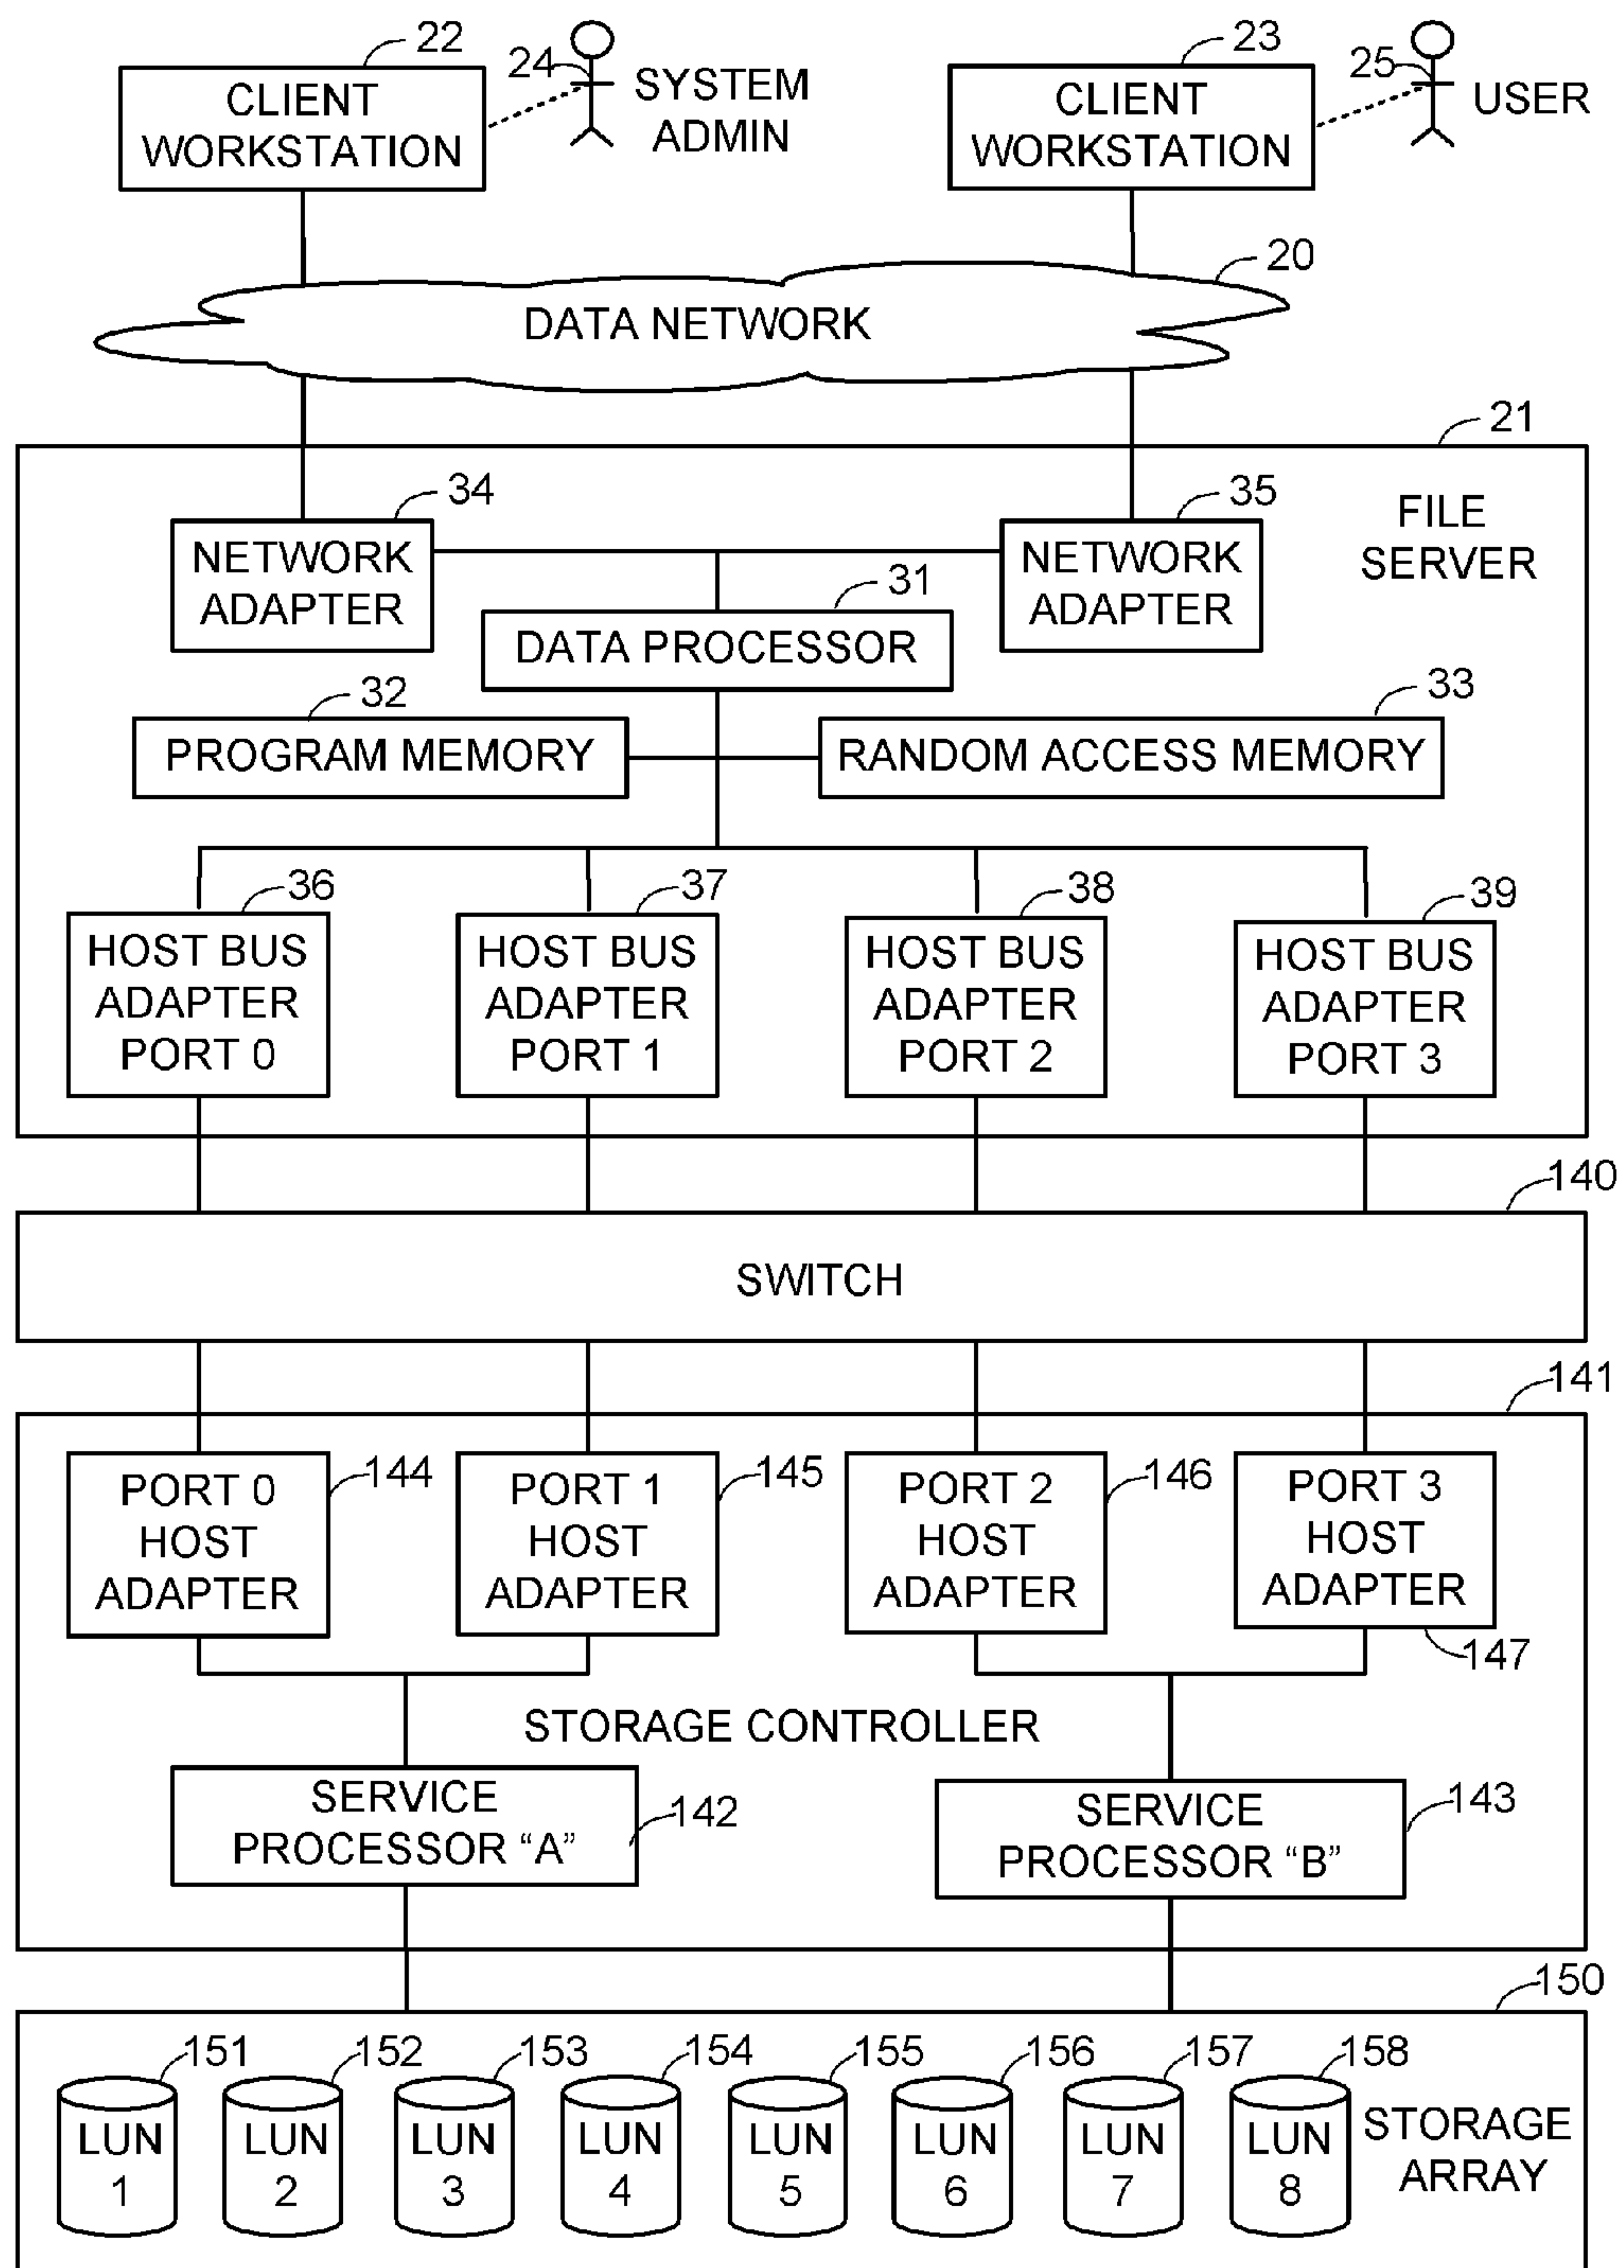 22
24
SYSTEM
ADMIN
CLIENT
WORKSTATION
23
25
USER
CLIENT
WORKSTATION
20
DATA NETWORK
21
FILE
SERVER
34
NETWORK
ADAPTER
35
NETWORK
ADAPTER
31
DATA PROCESSOR
32
PROGRAM MEMORY
33
RANDOM ACCESS MEMORY
36
HOST BUS
ADAPTER
PORT 0
37
HOST BUS
ADAPTER
PORT 1
38
HOST BUS
ADAPTER
PORT 2
39
HOST BUS
ADAPTER
PORT 3
140
SWITCH
141
PORT 0
HOST
ADAPTER
144
PORT 1
HOST
ADAPTER
145
PORT 2
HOST
ADAPTER
146
PORT 3
HOST
ADAPTER
147
STORAGE CONTROLLER
SERVICE
PROCESSOR “A”
142
SERVICE
PROCESSOR “B”
143
150
151
LUN
1
152
LUN
2
153
LUN
3
154
LUN
4
155
LUN
5
156
LUN
6
157
LUN
7
158
LUN
8
STORAGE
ARRAY